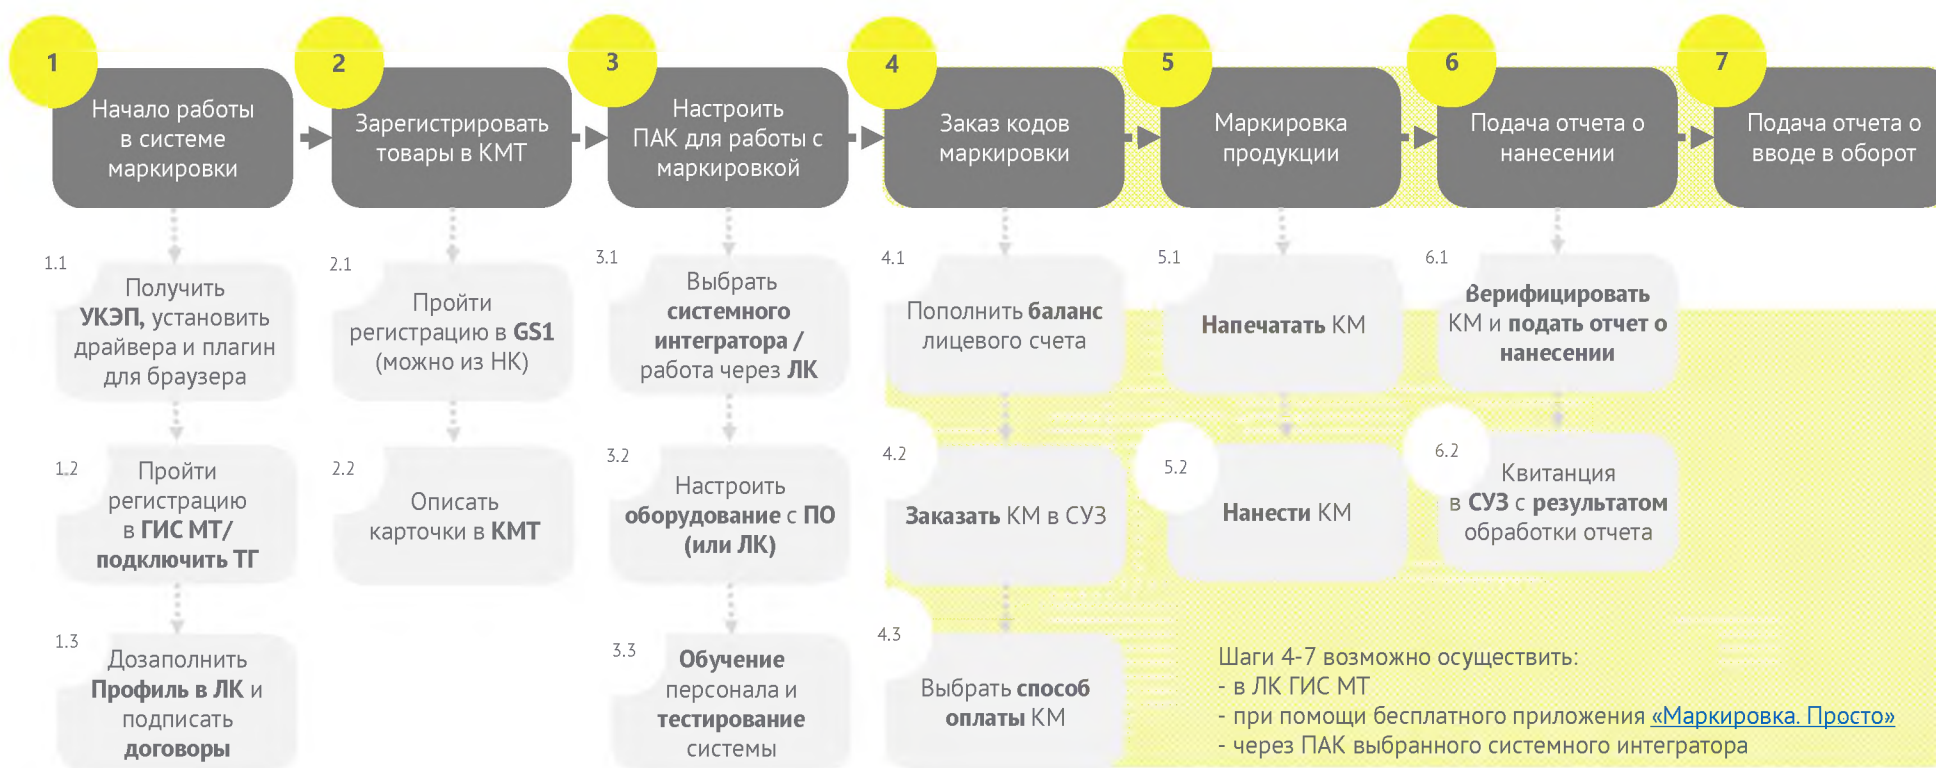 1
Начало работы
в системе
маркировки
2
Зарегистрировать
товары в КМТ
3
Настроить
ПАК для работы с
маркировкой
4
Заказ кодов
маркировки
5
Маркировка
продукции
6
Подача отчета о
нанесении
7
Подача отчета о
вводе в оборот
1.1
Получить
УКЭП, установить
драйвера и плагин
для браузера
1.2
Пройти
регистрацию
в ГИС МТ/
подключить ТГ
1.3
Дозаполнить
Профиль в ЛК и
подписать
договоры
2.1
Пройти
регистрацию в GS1
(можно из НК)
2.2
Описать
карточки в КМТ
3.1
Выбрать
системного
интегратора /
работа через ЛК
3.2
Настроить
оборудование с ПО
(или ЛК)
3.3
Обучение
персонала и
тестирование
системы
4.1
Пополнить баланс
лицевого счета
4.2
Заказать КМ в СУЗ
4.3
Выбрать способ
оплаты КМ
5.1
Напечатать КМ
5.2
Нанести КМ
6.1
Верифицировать
КМ и подать отчет о
нанесении
6.2
Квитанция
в СУЗ с результатом
обработки отчета
Шаги 4-7 возможно осуществить:
- в ЛК ГИС МТ
- при помощи бесплатного приложения «Маркировка. Просто»
- через ПАК выбранного системного интегратора